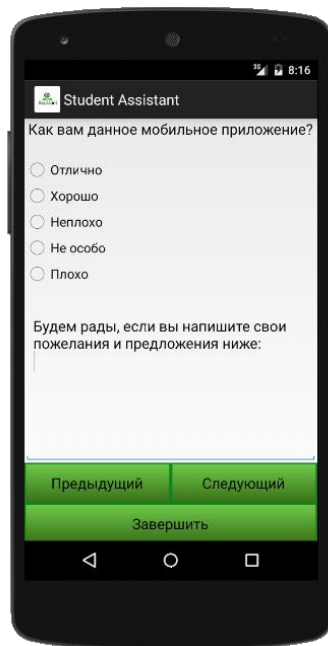 3G 8:16
Student Assistant
Как вам данное мобильное приложение?
Отлично
Хорошо
Неплохо
Не особо
Плохо
Будем рады, если вы напишите свои
пожелания и предложения ниже:
Предыдущий Следующий
Завершить